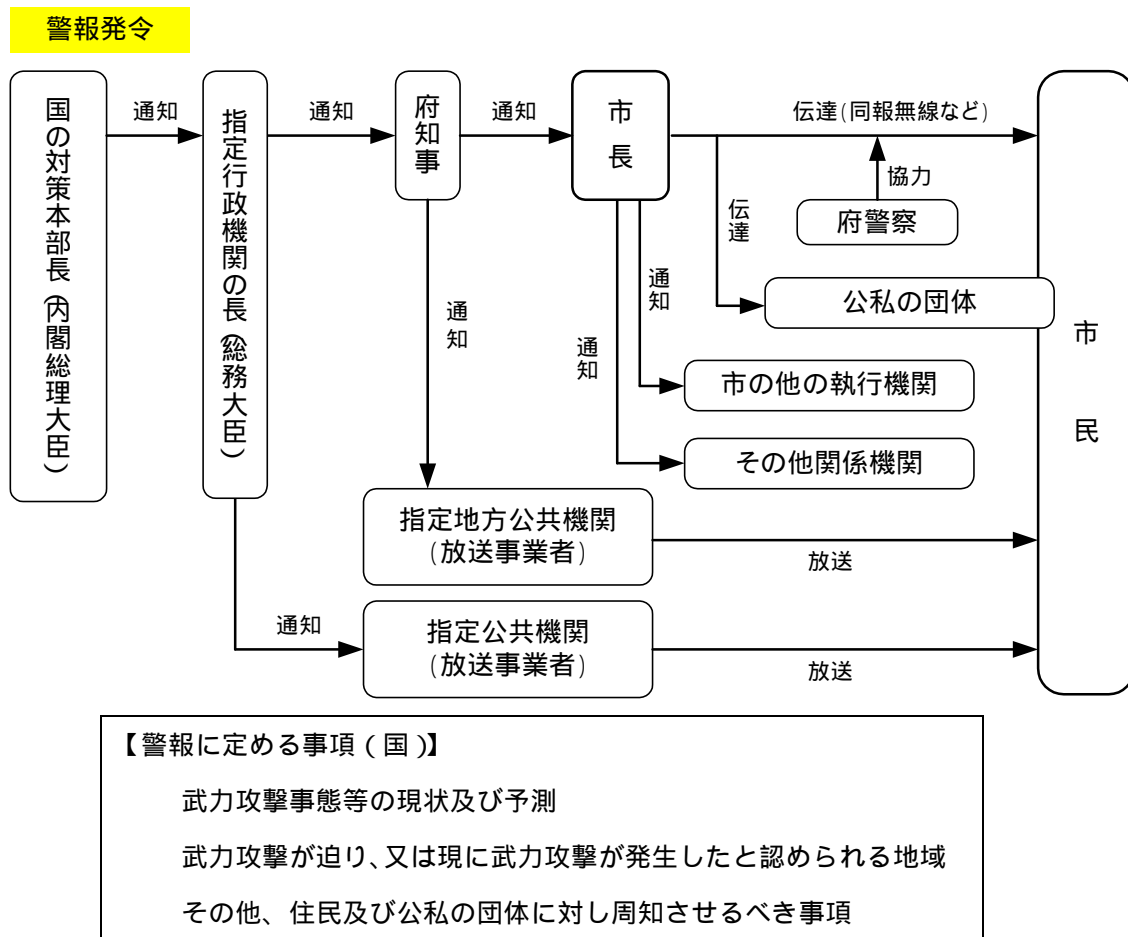 警報発令
国の対策本部長（内閣総理大臣）
通知
指定行政機関の長（総務大臣）
通知
府知事
通知
市長
伝達(同報無線など)
協力
府警察
伝達
公私の団体
通知
市の他の執行機関
通知
その他関係機関
通知
指定地方公共機関
(放送事業者)
放送
通知
指定公共機関
(放送事業者)
放送
市民
【警報に定める事項(国)】
武力攻撃事態等の現状及び予測
武力攻撃が迫り、又は現に武力攻撃が発生したと認められる地域
その他、住民及び公私の団体に対し周知させるべき事項